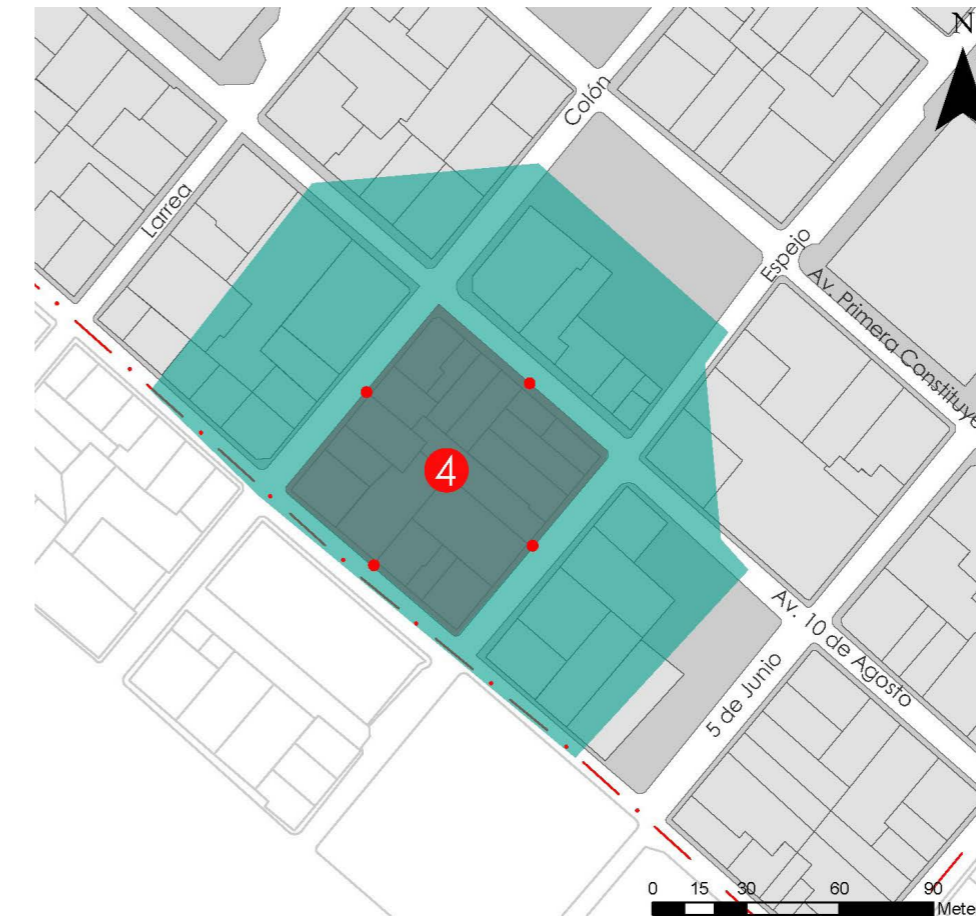 N
Colón
Larrea
Espejo
Av. Primera Constituye
4
Av. 10 de Agosto
5 de Junio
0 15 30 60 90
Mete